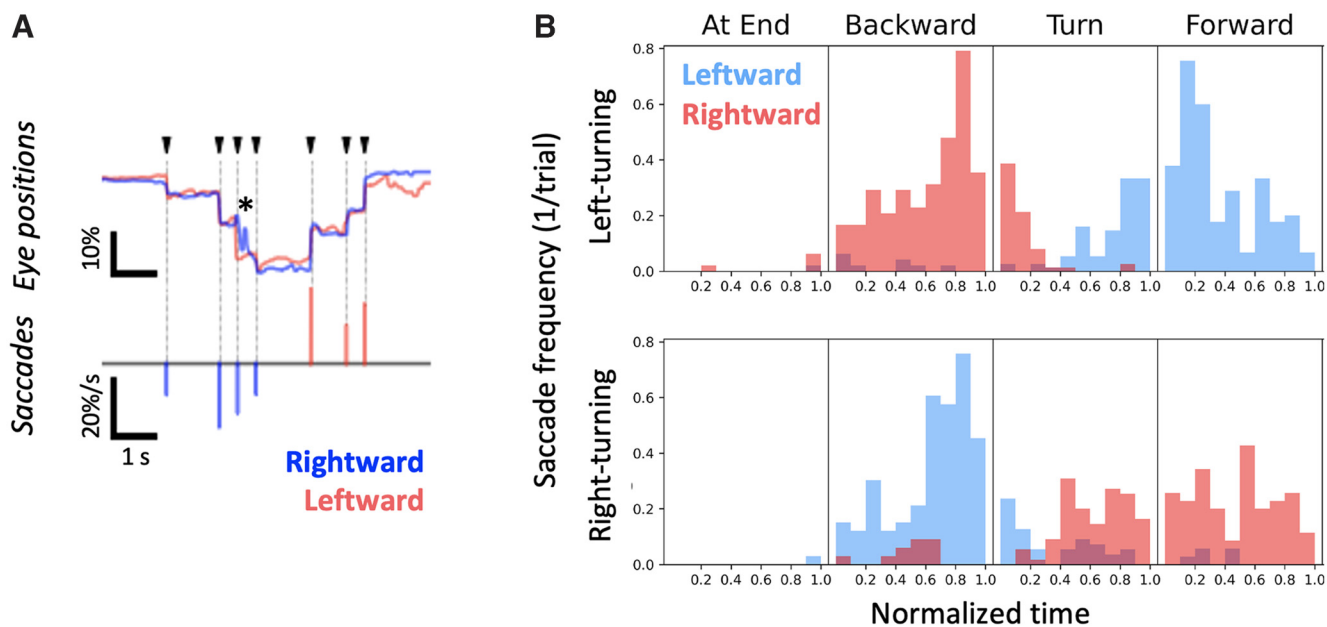 A
Eye positions
10%
*
Saccades
20%/s
1 s
Rightward
Leftward
B
At End Backward Turn Forward
Saccade frequency (1/trial)
Left-turning
0.8
0.6
0.4
0.2
0.0
Leftward
Rightward
0.2 0.4 0.6 0.8 1.0 0.2 0.4 0.6 0.8 1.0 0.2 0.4 0.6 0.8 1.0 0.2 0.4 0.6 0.8 1.0
Right-turning
0.8
0.6
0.4
0.2
0.0
0.2 0.4 0.6 0.8 1.0 0.2 0.4 0.6 0.8 1.0 0.2 0.4 0.6 0.8 1.0 0.2 0.4 0.6 0.8 1.0
Normalized time